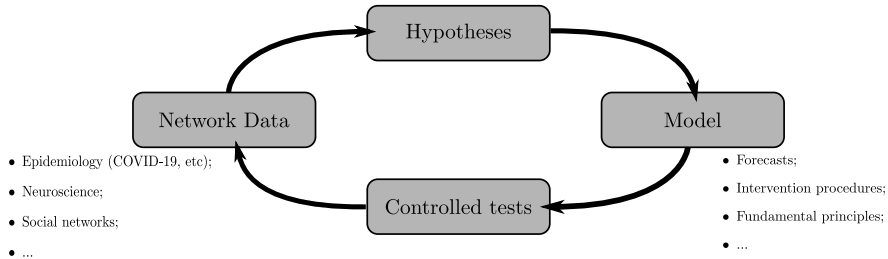 Hypotheses
Network Data
Model
Controlled tests
• Epidemiology (COVID-19, etc);
• Neuroscience;
• Social networks;
• ...
• Forecasts;
• Intervention procedures;
• Fundamental principles;
• ...